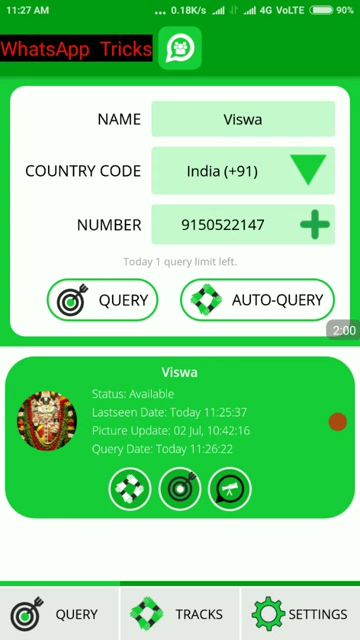 11:27 AM ... 0.18K/s 4G VoLTE 90%
WhatsApp Tricks
NAME Viswa
COUNTRY CODE India (+91)
NUMBER 9150522147
Today 1 query limit left.
QUERY AUTO-QUERY
2:00
Viswa
Status: Available
Lastseen Date: Today 11:25:37
Picture Update: 02 Jul, 10:42:16
Query Date: Today 11:26:22
QUERY TRACKS SETTINGS